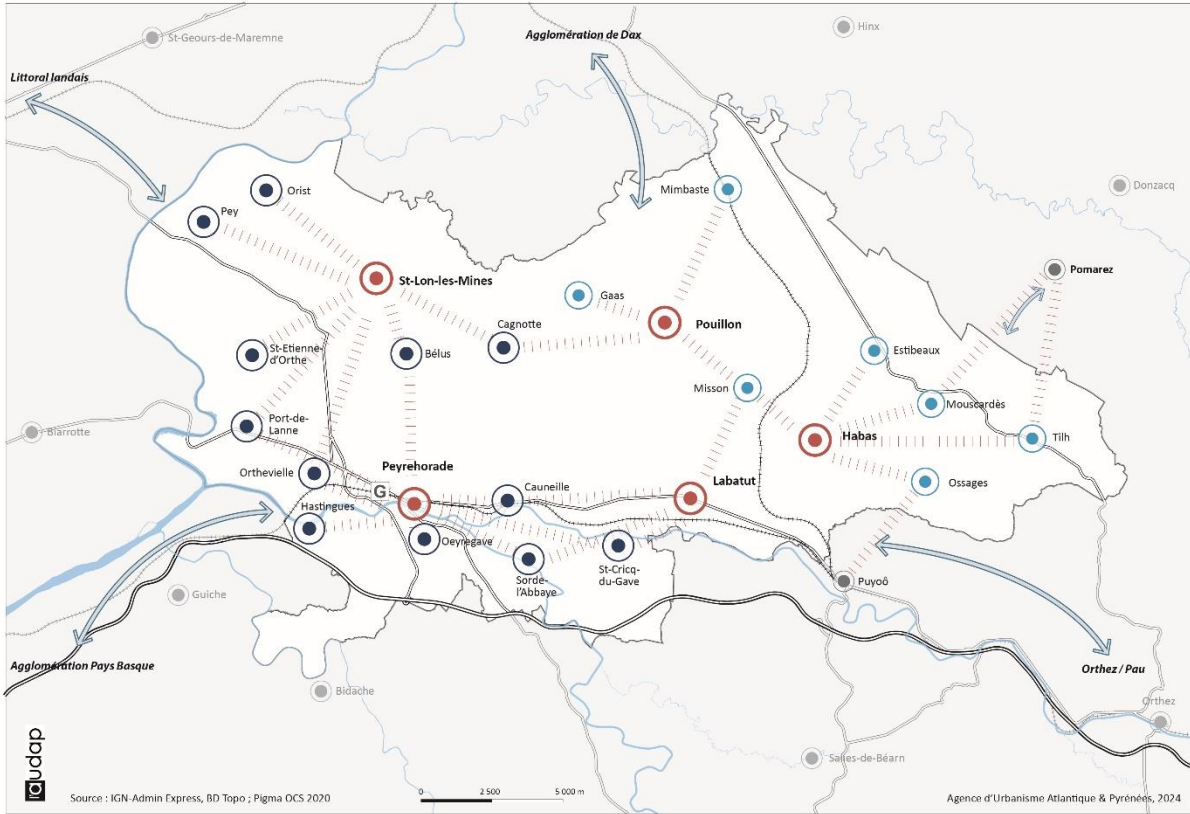 St-Geours-de-Maremne
Agglomération de Dax
Hinx
Littoral landais
Orist
Mimbaste
Donzacq
Pey
St-Lon-les-Mines
Pomarez
Gaas
Pouillon
Cagnotte
St-Etienne-
d'Orthe
Bélus
Estibeaux
Misson
Mouscardès
Port-de-
Lanne
Biarrotte
Habas
Tilh
Peyrehorade
Orthevielle
Labatut
Ossages
G
Cauneille
Hastingues
Oeyregave
Sorde-
l'Abbaye
St-Cricq-
du-Gave
Puyoô
Guiche
Agglomération Pays Basque
Orthez / Pau
Bidache
Orthez
Salies-de-Béarn
audap
Source : IGN-Admin Express, BD Topo ; Pigma OCS 2020
0 2 500 5 000 m
Agence d'Urbanisme Atlantique & Pyrénées, 2024